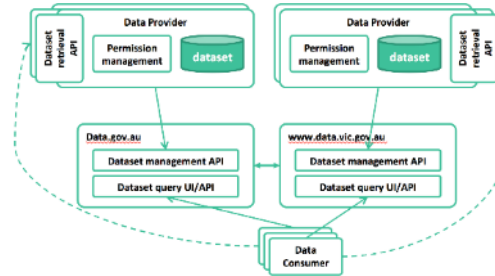 Data Provider
Dataset retrieval API
Permission management
dataset
Data Provider
Permission management
dataset
Dataset retrieval API
Data.gov.au
Dataset management API
Dataset query UI/API
www.data.vic.gov.au
Dataset management API
Dataset query UI/API
Data
Consumer